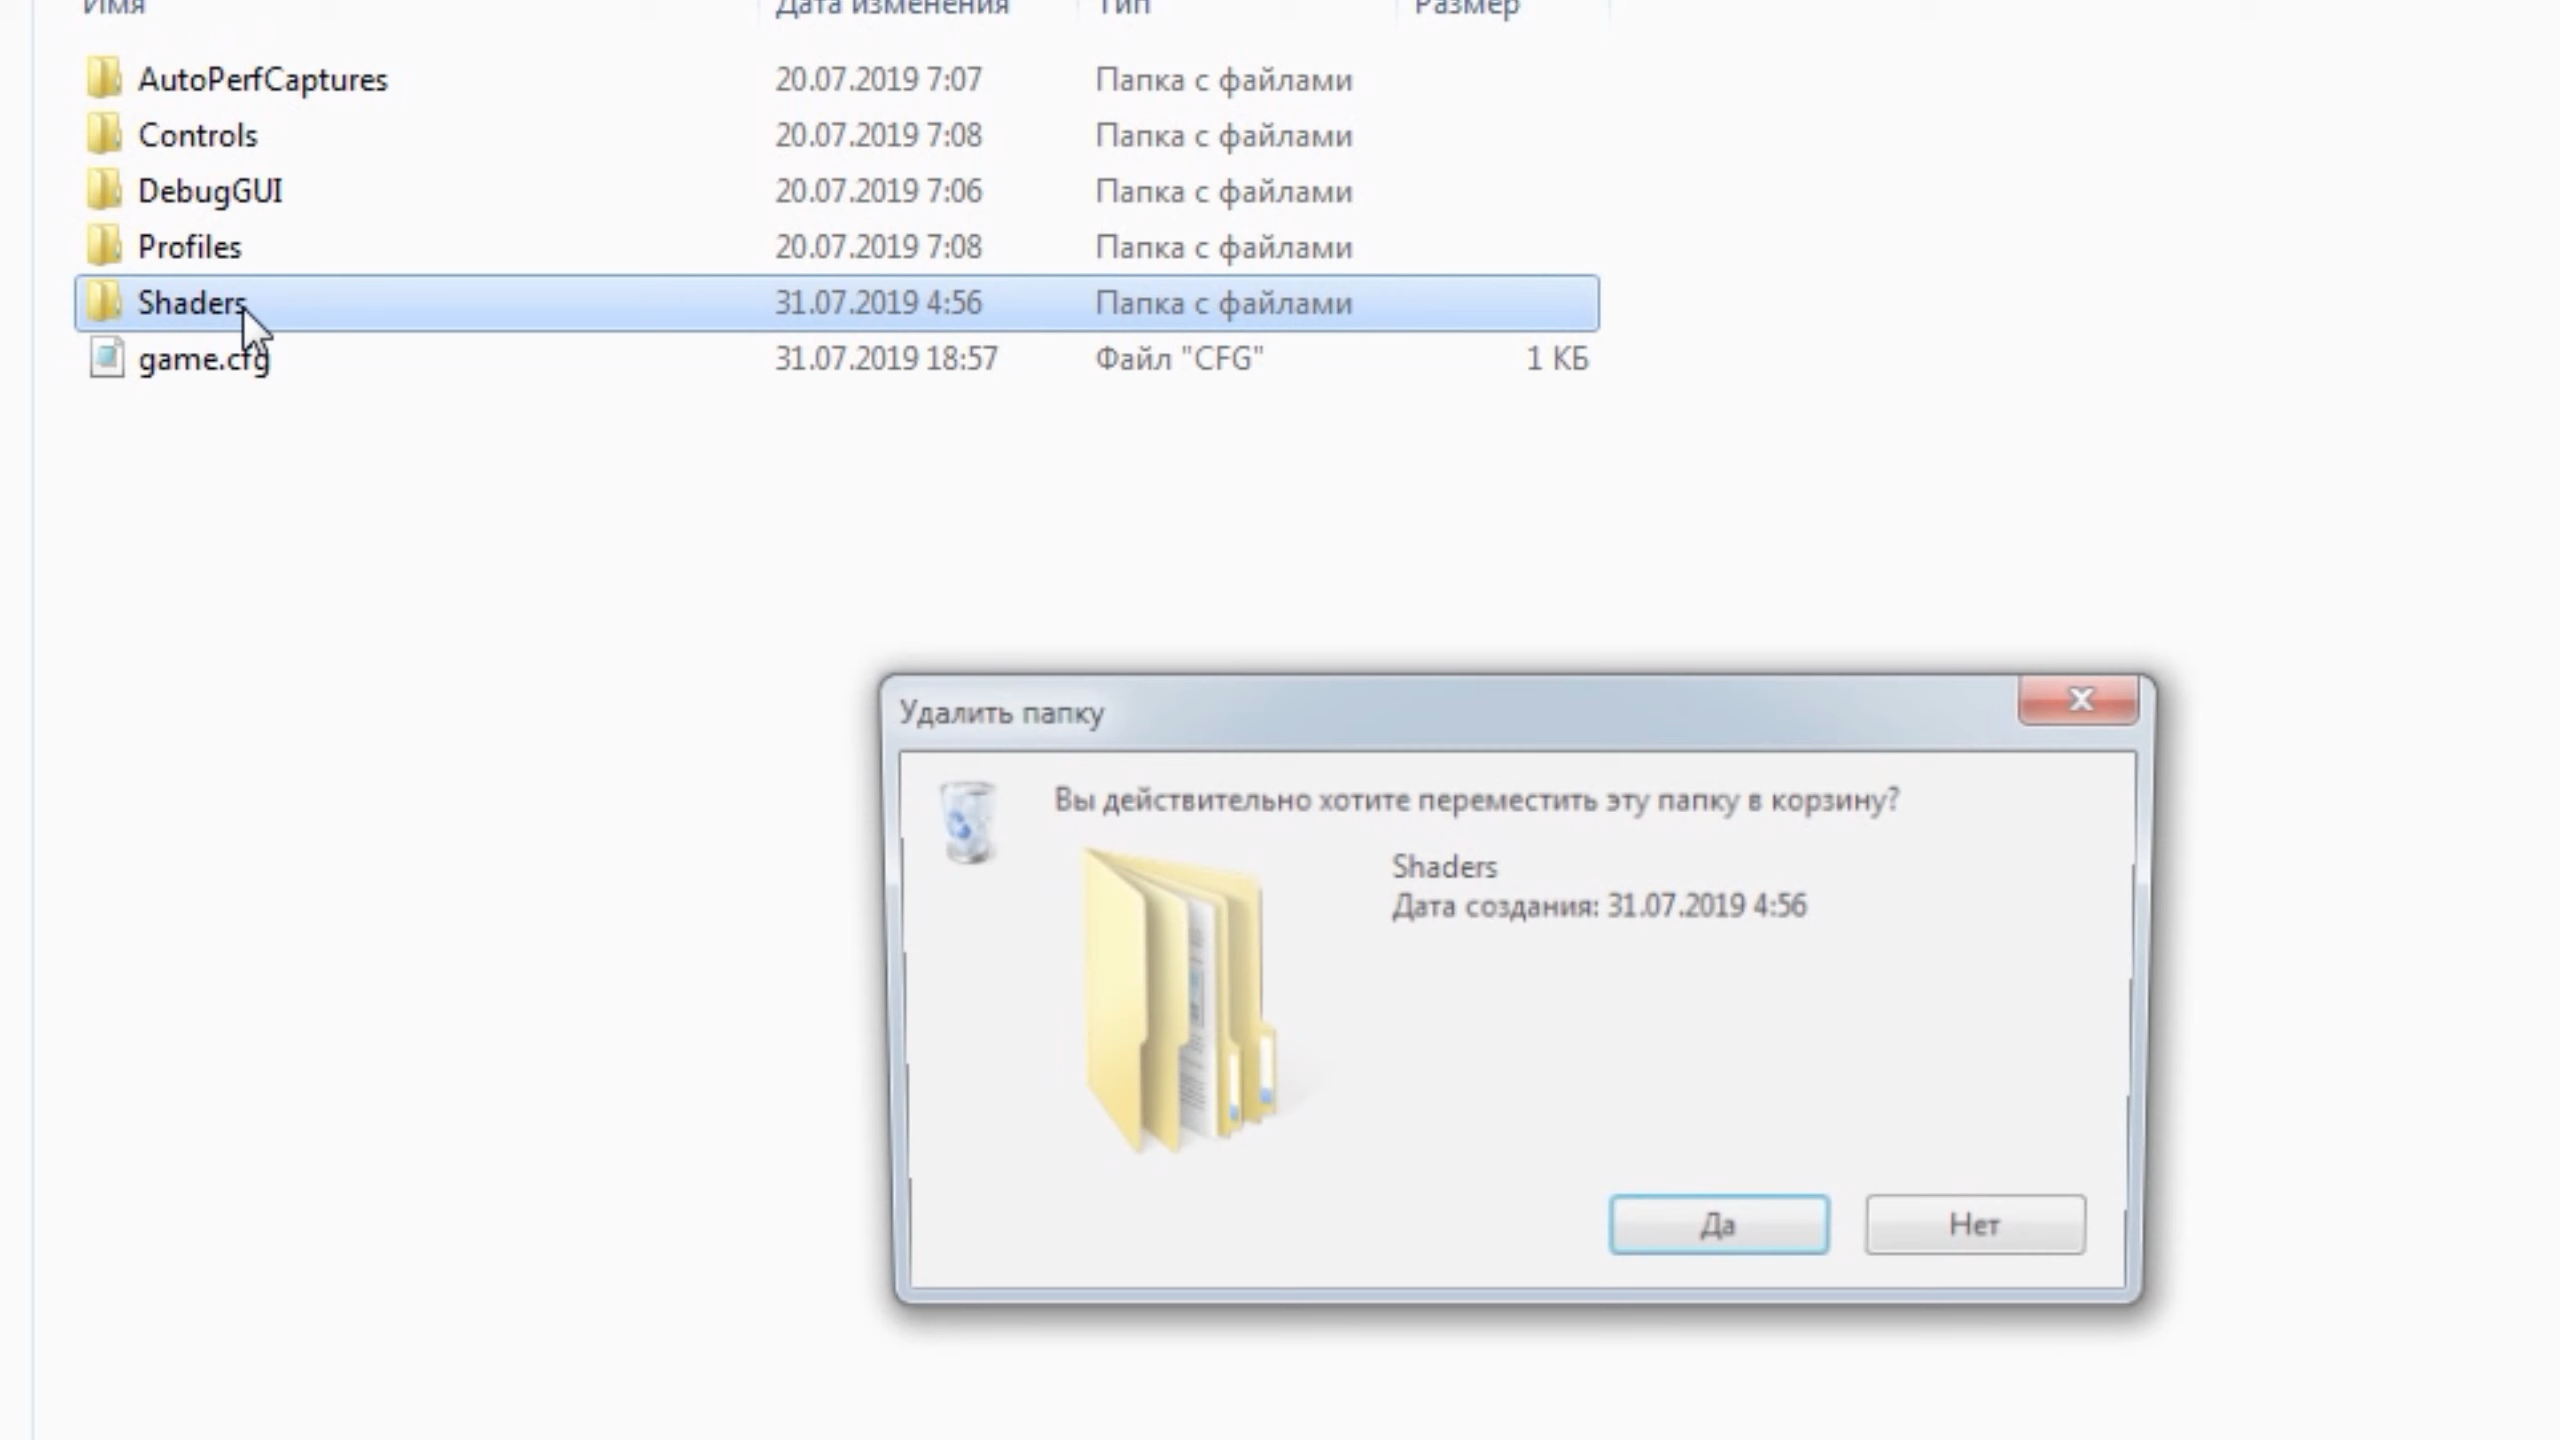 Имя Дата изменения Тип Размер
AutoPerfCaptures 20.07.2019 7:07 Папка с файлами
Controls 20.07.2019 7:08 Папка с файлами
DebugGUI 20.07.2019 7:06 Папка с файлами
Profiles 20.07.2019 7:08 Папка с файлами
Shaders 31.07.2019 4:56 Папка с файлами
game.cfg 31.07.2019 18:57 Файл "CFG" 1 КБ
Удалить папку
Вы действительно хотите переместить эту папку в корзину?
Shaders
Дата создания: 31.07.2019 4:56
Да Нет